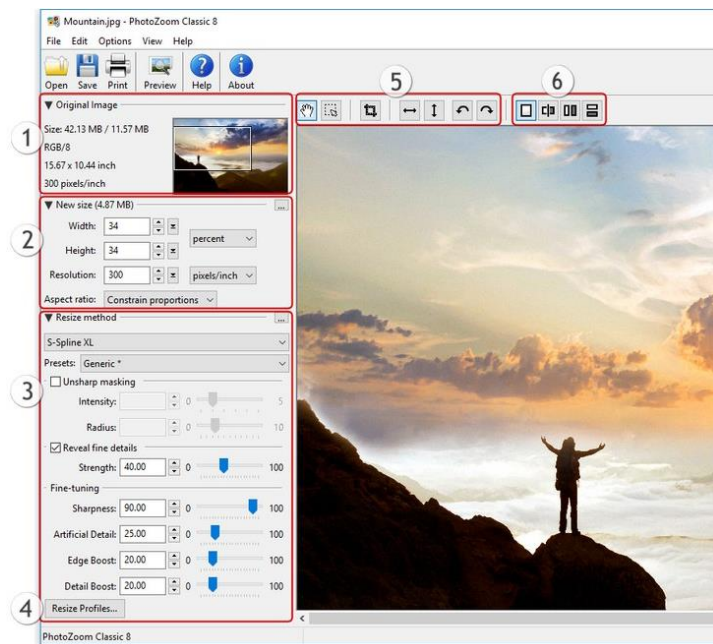 Mountain.jpg - PhotoZoom Classic 8
File Edit Options View Help
Open Save Print Preview Help About
5
6
1
▼ Original Image
Size: 42.13 MB / 11.57 MB
RGB/8
15.67 x 10.44 inch
300 pixels/inch
2
▼ New size (4.87 MB) ...
Width: 34
percent
Height: 34
Resolution: 300 pixels/inch
Aspect ratio: Constrain proportions
3
▼ Resize method ...
S-Spline XL
Presets: Generic *
Unsharp masking
Intensity: 0 5
Radius: 0 10
Reveal fine details
Strength: 40.00 0 100
Fine-tuning
Sharpness: 90.00 0 100
Artificial Detail: 25.00 0 100
Edge Boost: 20.00 0 100
Detail Boost: 20.00 0 100
4
Resize Profiles...
PhotoZoom Classic 8